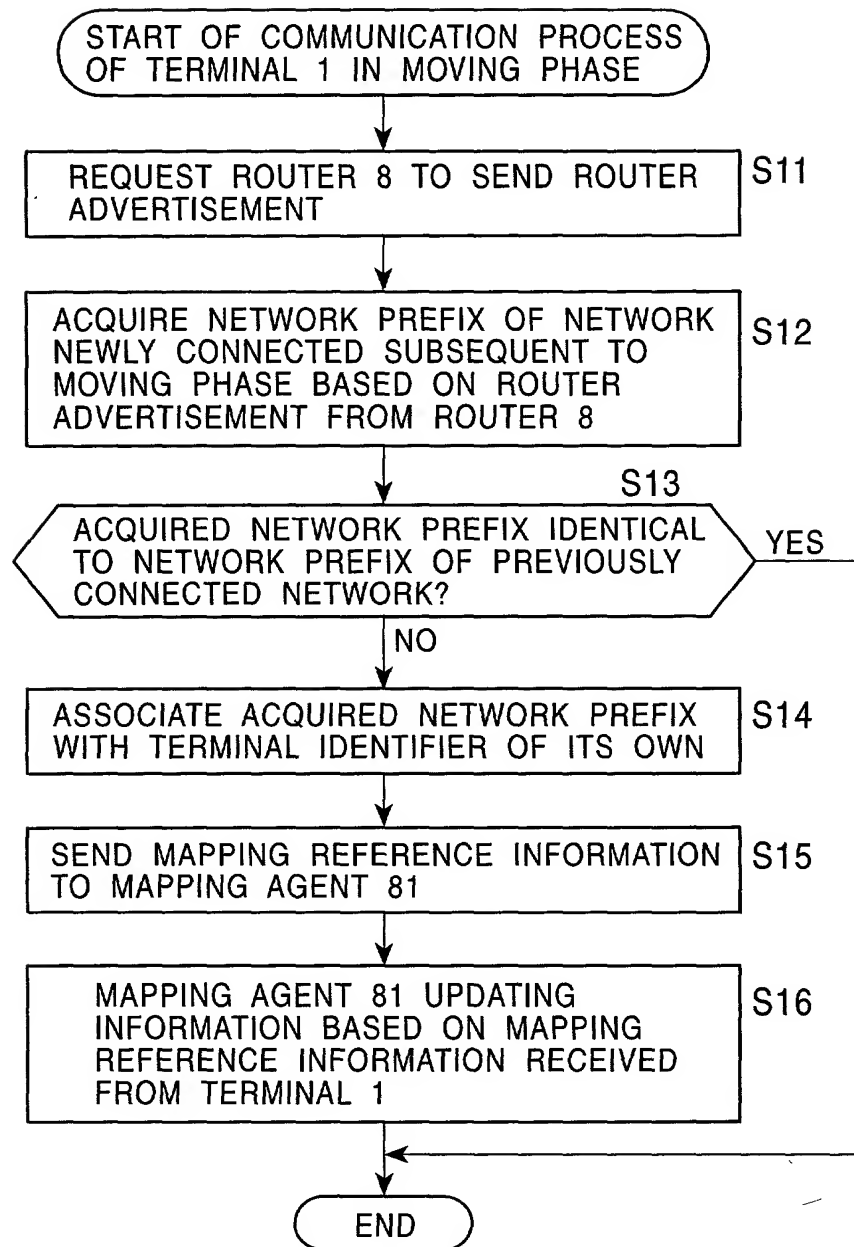 START OF COMMUNICATION PROCESS
OF TERMINAL 1 IN MOVING PHASE
REQUEST ROUTER 8 TO SEND ROUTER
ADVERTISEMENT
S11
ACQUIRE NETWORK PREFIX OF NETWORK
NEWLY CONNECTED SUBSEQUENT TO
MOVING PHASE BASED ON ROUTER
ADVERTISEMENT FROM ROUTER 8
S12
S13
ACQUIRED NETWORK PREFIX IDENTICAL
TO NETWORK PREFIX OF PREVIOUSLY
CONNECTED NETWORK?
YES
NO
ASSOCIATE ACQUIRED NETWORK PREFIX
WITH TERMINAL IDENTIFIER OF ITS OWN
S14
SEND MAPPING REFERENCE INFORMATION
TO MAPPING AGENT 81
S15
MAPPING AGENT 81 UPDATING
INFORMATION BASED ON MAPPING
REFERENCE INFORMATION RECEIVED
FROM TERMINAL 1
S16
END